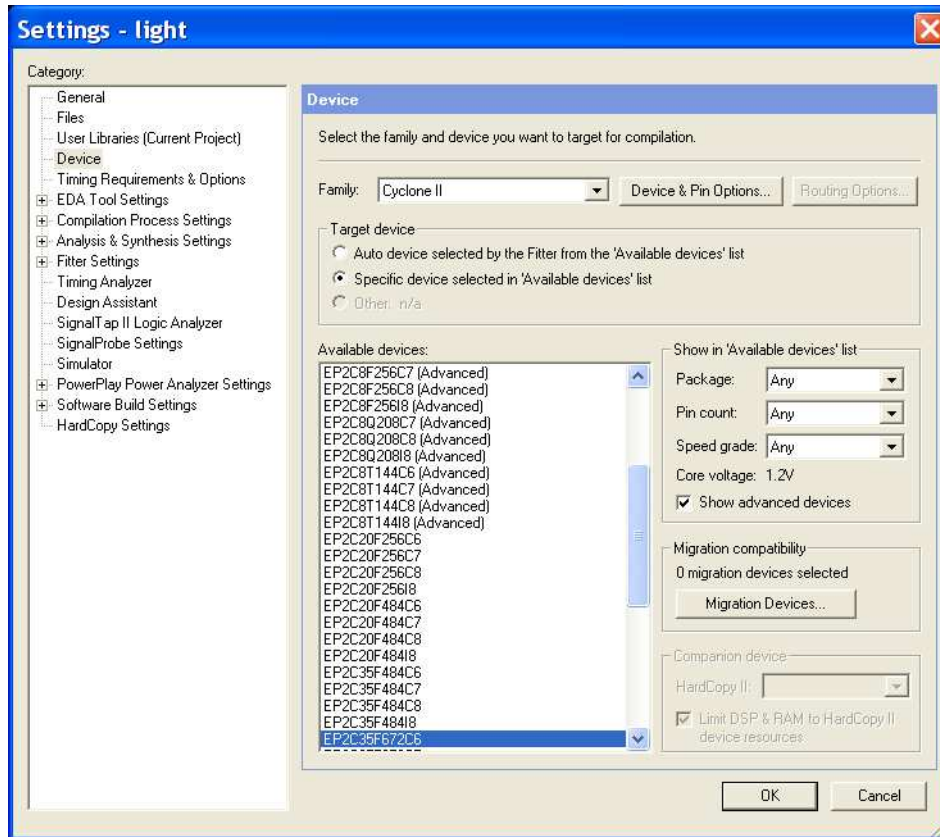 Settings - light
Category:
General
Files
User Libraries (Current Project)
Device
Timing Requirements & Options
EDA Tool Settings
Compilation Process Settings
Analysis & Synthesis Settings
Fitter Settings
Timing Analyzer
Design Assistant
SignalTap II Logic Analyzer
SignalProbe Settings
Simulator
PowerPlay Power Analyzer Settings
Software Build Settings
HardCopy Settings
Device
Select the family and device you want to target for compilation.
Family: Cyclone II Device & Pin Options... Routing Options...
Target device
Auto device selected by the Fitter from the 'Available devices' list
Specific device selected in 'Available devices' list
Other: n/a
Available devices:
EP2C8F256C7 (Advanced)
EP2C8F256C8 (Advanced)
EP2C8F256I8 (Advanced)
EP2C8Q208C7 (Advanced)
EP2C8Q208C8 (Advanced)
EP2C8Q208I8 (Advanced)
EP2C8T144C6 (Advanced)
EP2C8T144C7 (Advanced)
EP2C8T144C8 (Advanced)
EP2C8T144I8 (Advanced)
EP2C20F256C6
EP2C20F256C7
EP2C20F256C8
EP2C20F256I8
EP2C20F484C6
EP2C20F484C7
EP2C20F484C8
EP2C20F484I8
EP2C35F484C6
EP2C35F484C7
EP2C35F484C8
EP2C35F484I8
EP2C35F672C6
Show in 'Available devices' list
Package: Any
Pin count: Any
Speed grade: Any
Core voltage: 1.2V
Show advanced devices
Migration compatibility
0 migration devices selected
Migration Devices...
Companion device
HardCopy II:
Limit DSP & RAM to HardCopy II
device resources
OK Cancel